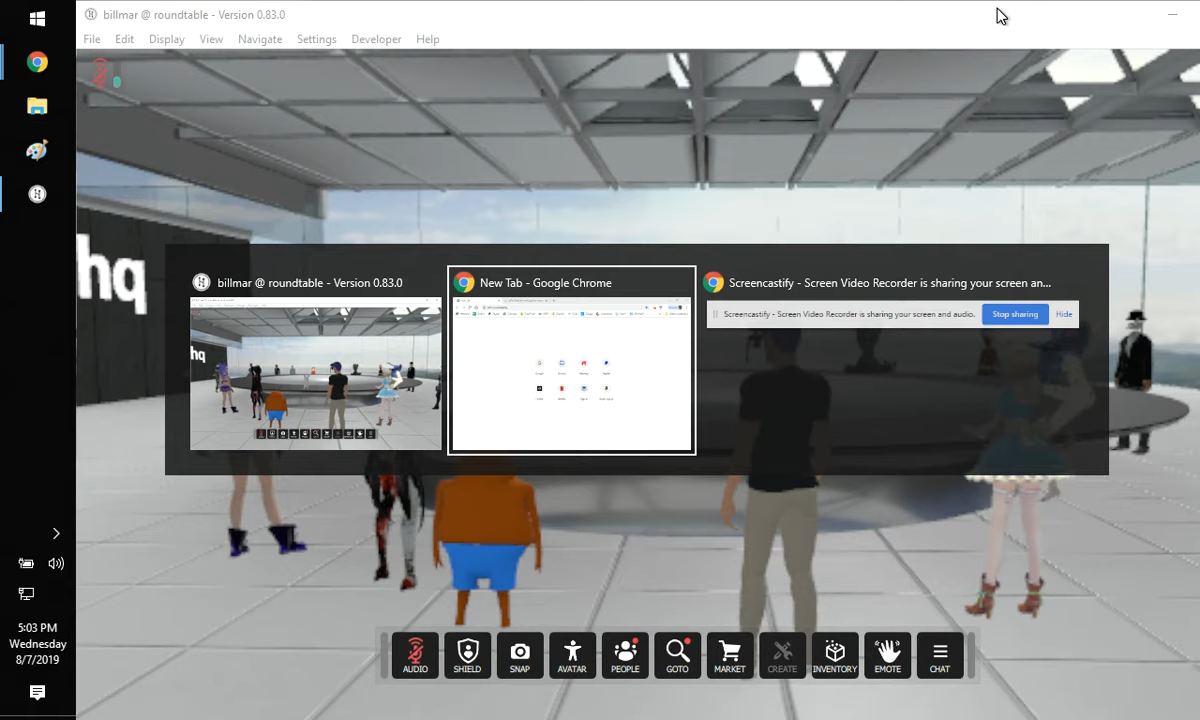 billmar @ roundtable - Version 0.83.0
File Edit Display View Navigate Settings Developer Help
hq
billmar @ roundtable - Version 0.83.0
New Tab - Google Chrome
Screencastify - Screen Video Recorder is sharing your screen an...
Screencastify - Screen Video Recorder is sharing your screen and audio. Stop sharing Hide
hq
5:03 PM
Wednesday
8/7/2019
AUDIO SHIELD SNAP AVATAR PEOPLE GOTO MARKET CREATE INVENTORY EMOTE CHAT